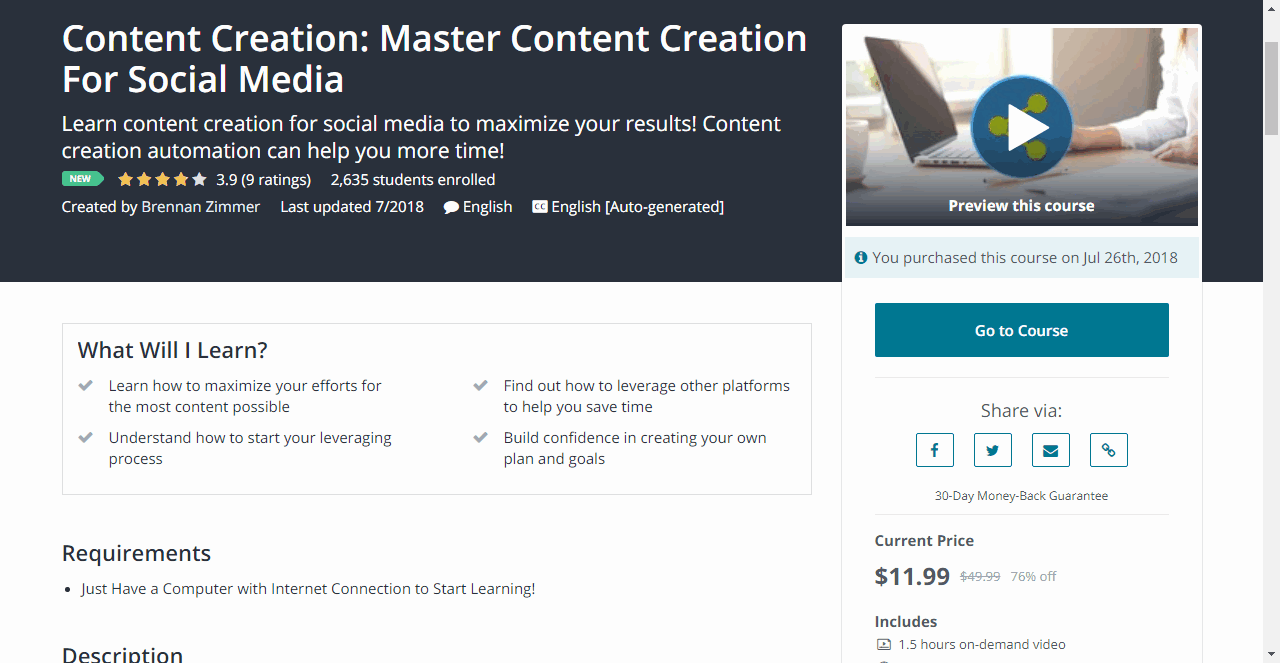 Content Creation: Master Content Creation
For Social Media
Learn content creation for social media to maximize your results! Content
creation automation can help you more time!
NEW 3.9 (9 ratings) 2,635 students enrolled
Created by Brennan Zimmer Last updated 7/2018 English CC English [Auto-generated]
Preview this course
You purchased this course on Jul 26th, 2018
Go to Course
Share via:
30-Day Money-Back Guarantee
Current Price
$11.99 $49.99 76% off
Includes
1.5 hours on-demand video
What Will I Learn?
Learn how to maximize your efforts for
the most content possible
Understand how to start your leveraging
process
Find out how to leverage other platforms
to help you save time
Build confidence in creating your own
plan and goals
Requirements
Just Have a Computer with Internet Connection to Start Learning!
Description